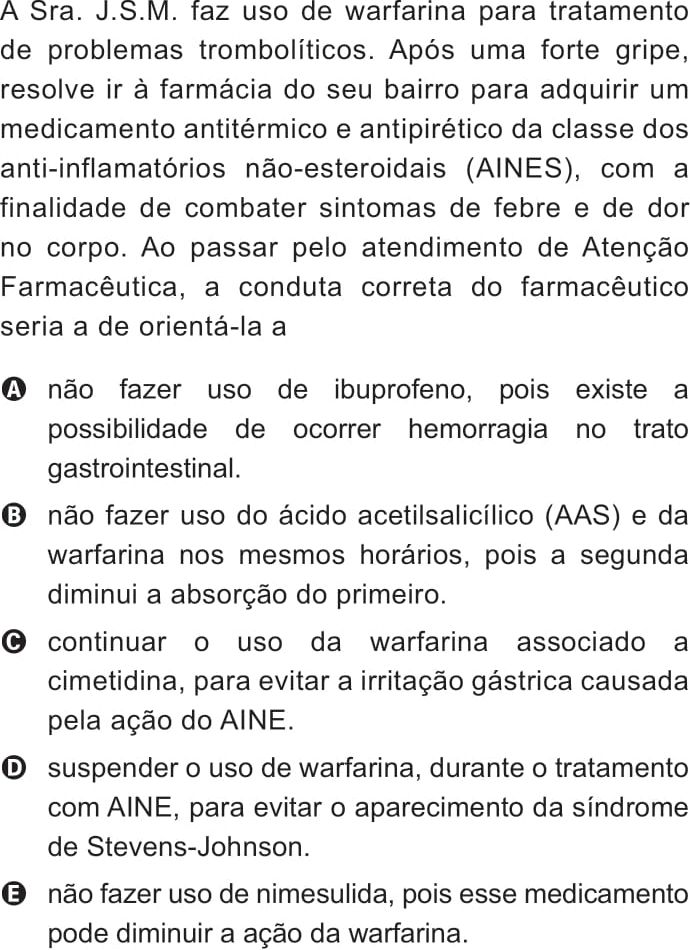 A Sra. J.S.M. faz uso de warfarina para tratamento
de problemas trombolíticos. Após uma forte gripe,
resolve ir à farmácia do seu bairro para adquirir um
medicamento antitérmico e antipirético da classe dos
anti-inflamatórios não-esteroidais (AINES), com a
finalidade de combater sintomas de febre e de dor
no corpo. Ao passar pelo atendimento de Atenção
Farmacêutica, a conduta correta do farmacêutico
seria a de orientá-la a
A não fazer uso de ibuprofeno, pois existe a
possibilidade de ocorrer hemorragia no trato
gastrointestinal.
B não fazer uso do ácido acetilsalicílico (AAS) e da
warfarina nos mesmos horários, pois a segunda
diminui a absorção do primeiro.
C continuar o uso da warfarina associado a
cimetidina, para evitar a irritação gástrica causada
pela ação do AINE.
D suspender o uso de warfarina, durante o tratamento
com AINE, para evitar o aparecimento da síndrome
de Stevens-Johnson.
E não fazer uso de nimesulida, pois esse medicamento
pode diminuir a ação da warfarina.